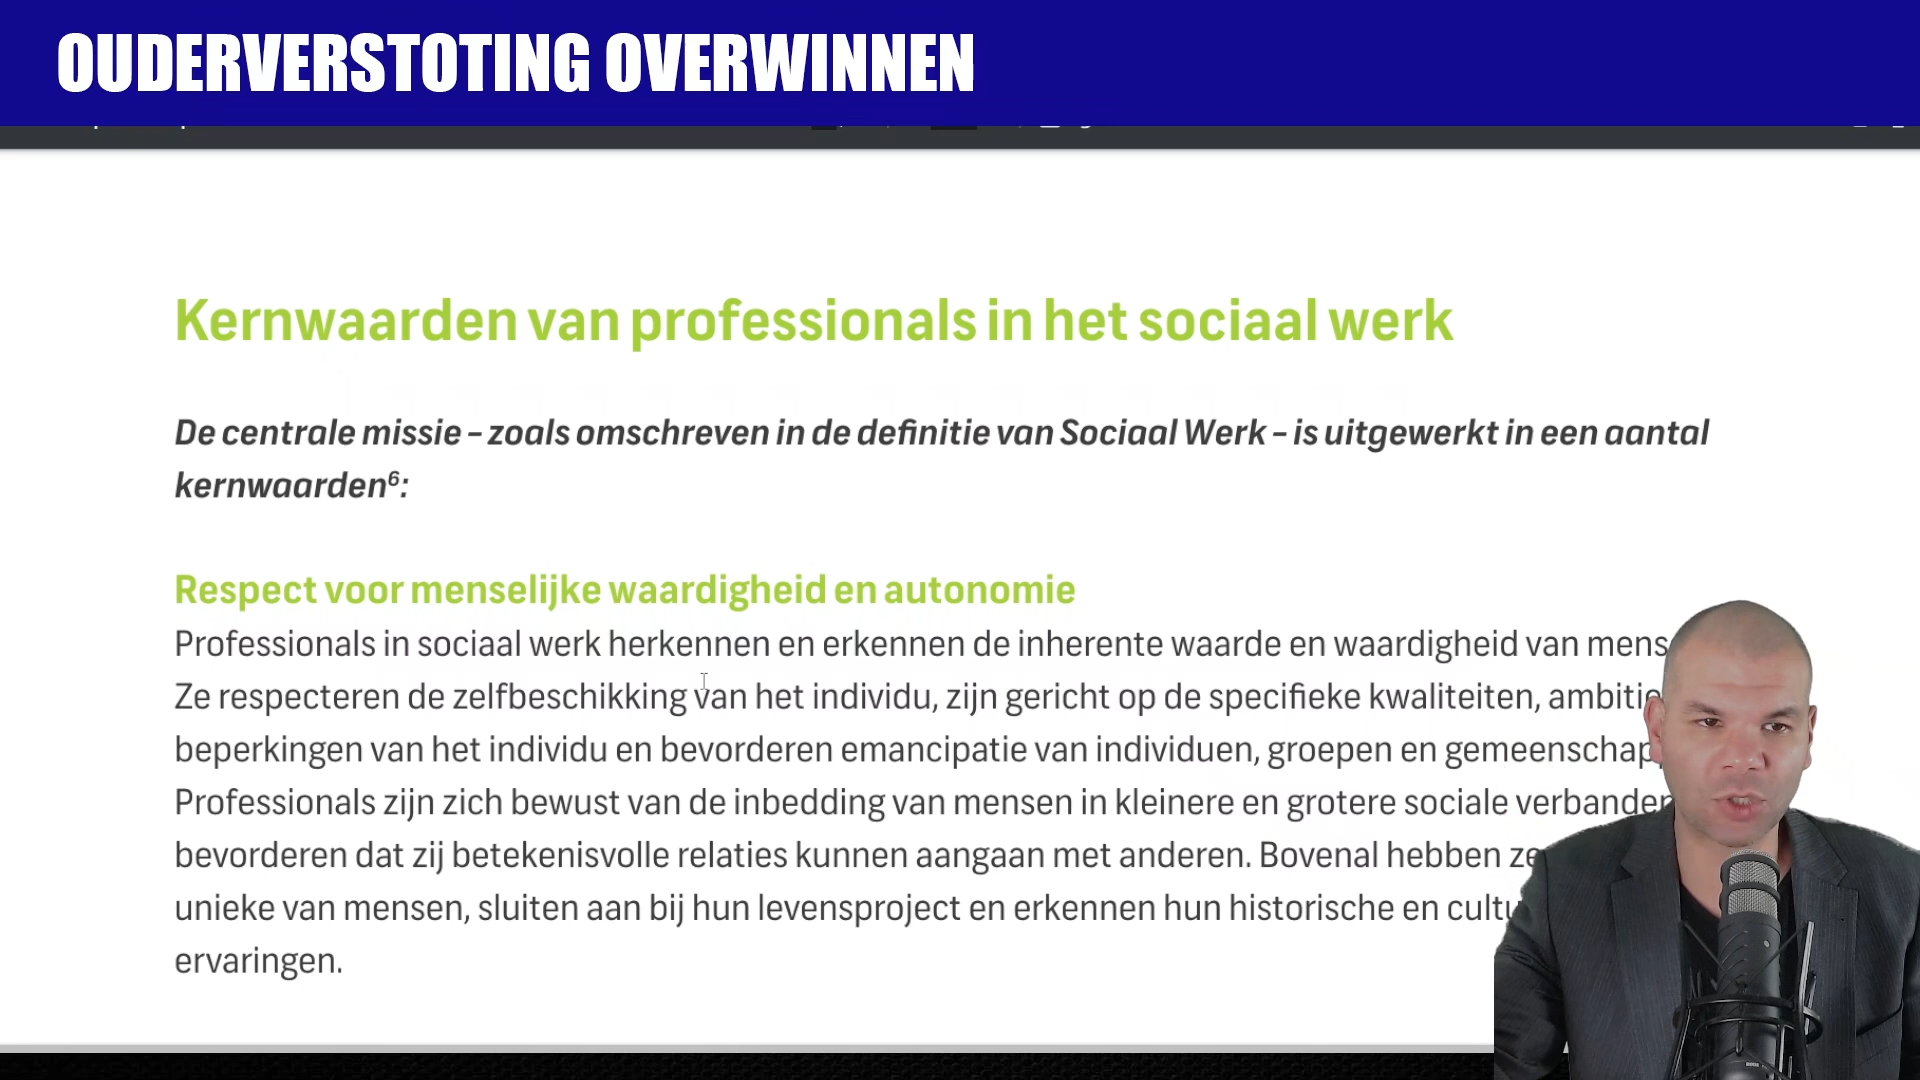 OUDERVERSTOTING OVERWINNEN
Kernwaarden van professionals in het sociaal werk
De centrale missie – zoals omschreven in de definitie van Sociaal Werk – is uitgewerkt in een aantal
kernwaarden⁶:
Respect voor menselijke waardigheid en autonomie
Professionals in sociaal werk herkennen en erkennen de inherente waarde en waardigheid van
Ze respecteren de zelfbeschikking van het individu, zijn gericht op de specifieke kwaliteiten,
beperkingen van het individu en bevorderen emancipatie van individuen, groepen en
Professionals zijn zich bewust van de inbedding van mensen in kleinere en grotere sociale verbanden
bevorderen dat zij betekenisvolle relaties kunnen aangaan met anderen. Bovenal hebben ze
unieke van mensen, sluiten aan bij hun levensproject en erkennen hun historische en
ervaringen.